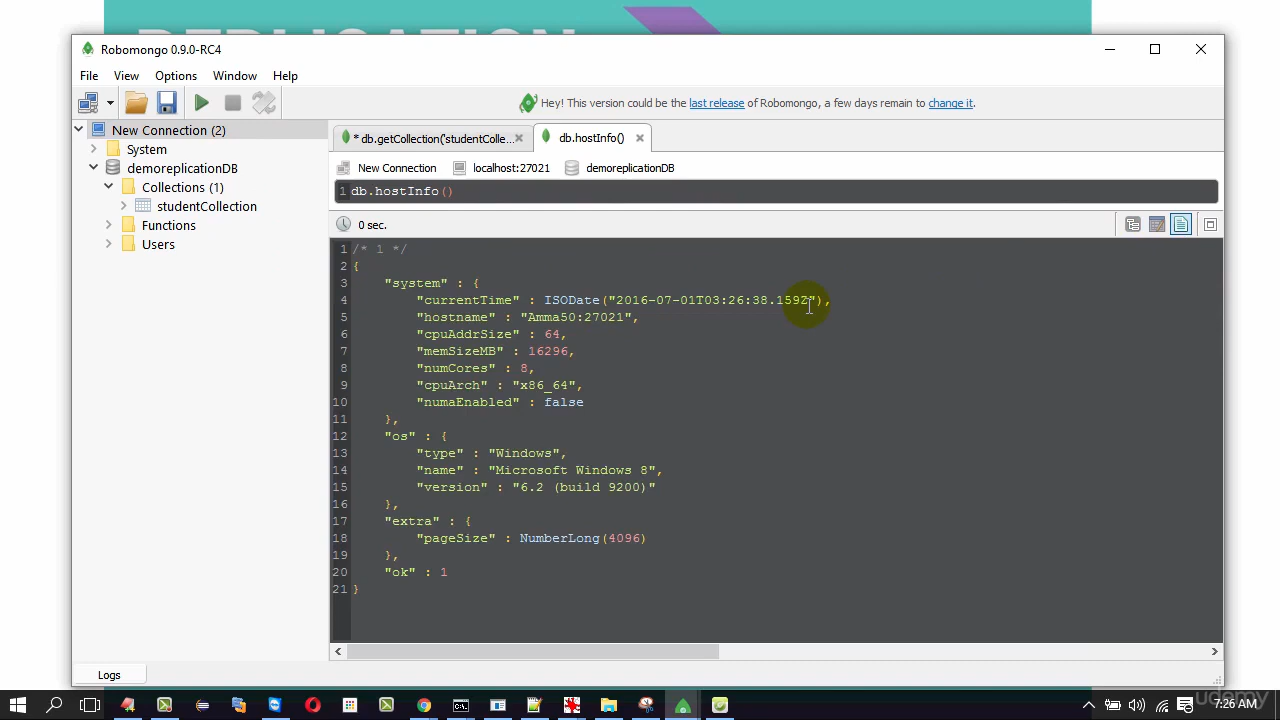 REPLICATION
Robomongo 0.9.0-RC4
File View Options Window Help
Hey! This version could be the last release of Robomongo, a few days remain to change it.
New Connection (2)
System
demoreplicationDB
Collections (1)
studentCollection
Functions
Users
* db.getCollection('studentColle...
db.hostInfo()
New Connection localhost:27021 demoreplicationDB
1 db.hostInfo()
0 sec.
1 /* 1 */
2 {
3 "system" : {
4 "currentTime" : ISODate("2016-07-01T03:26:38.159Z"),
5 "hostname" : "Amma50:27021",
6 "cpuAddrSize" : 64,
7 "memSizeMB" : 16296,
8 "numCores" : 8,
9 "cpuArch" : "x86_64",
10 "numaEnabled" : false
11 },
12 "os" : {
13 "type" : "Windows",
14 "name" : "Microsoft Windows 8",
15 "version" : "6.2 (build 9200)"
16 },
17 "extra" : {
18 "pageSize" : NumberLong(4096)
19 },
20 "ok" : 1
21 }
Logs
udemy
7:26 AM